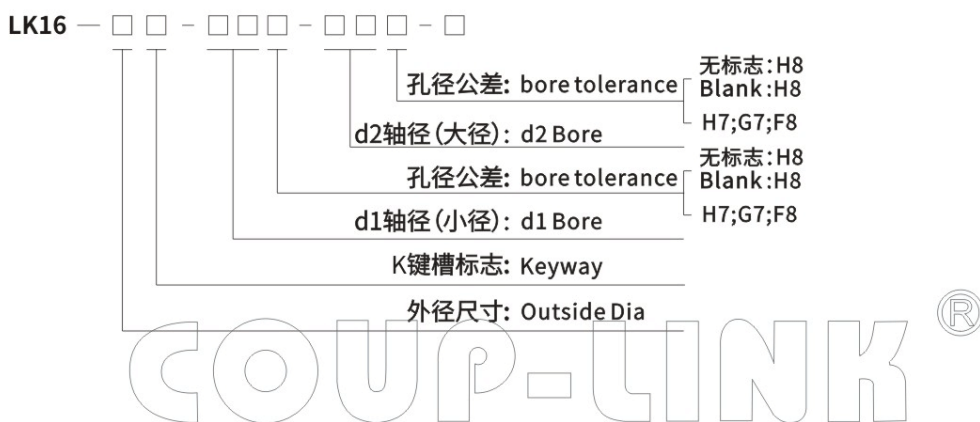 LK16 — □ □ - □ □ □ - □ □ □ - □
孔径公差: bore tolerance
无标志:H8
Blank:H8
H7;G7;F8
d2轴径(大径): d2 Bore
孔径公差: bore tolerance
无标志:H8
Blank:H8
H7;G7;F8
d1轴径(小径): d1 Bore
K键槽标志: Keyway
外径尺寸: Outside Dia
COUP-LINK ®